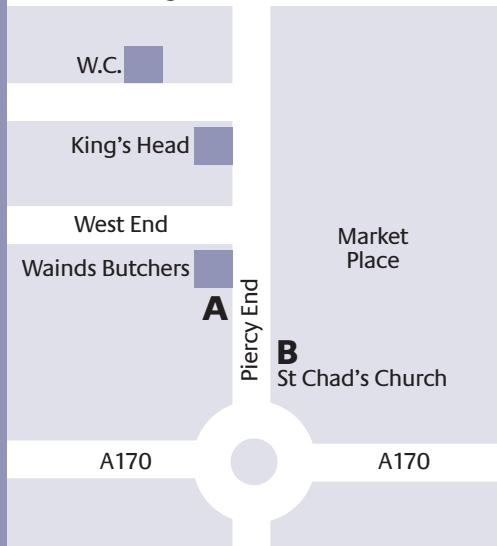 W.C.
King's Head
West End
Market
Place
Wainds Butchers
A
Piercy End
B
St Chad's Church
A170
A170